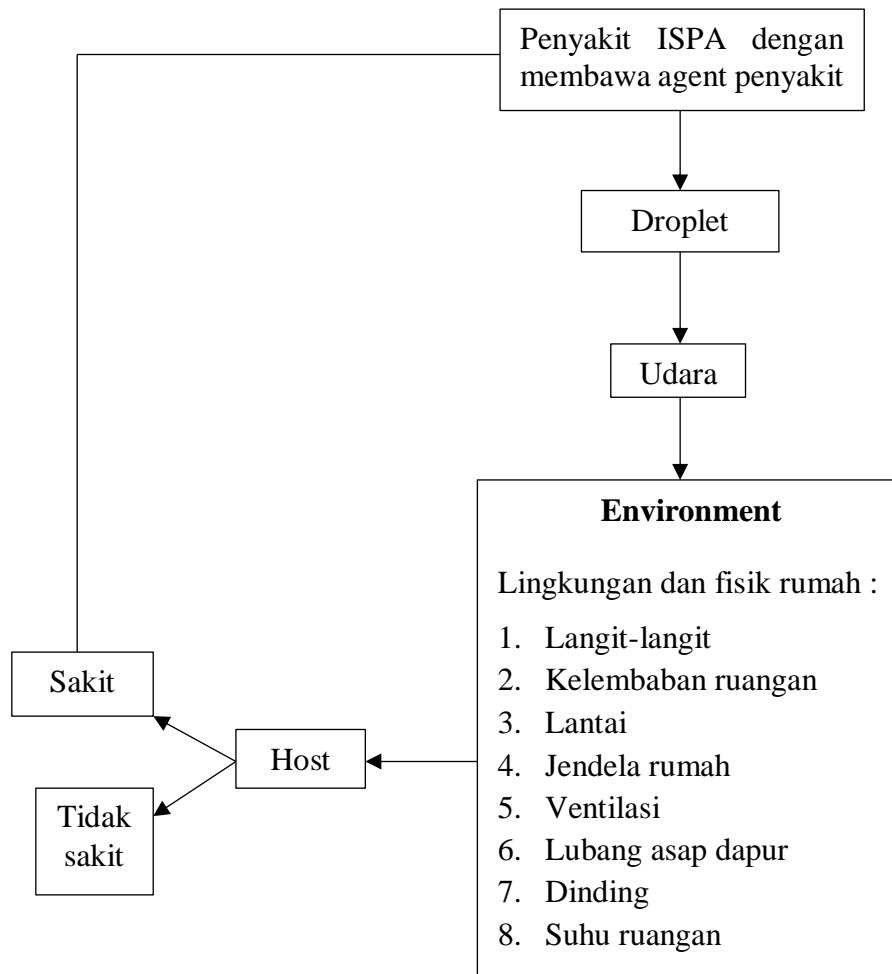 Penyakit ISPA dengan
membawa agent penyakit
Droplet
Udara
Environment
Lingkungan dan fisik rumah :
1. Langit-langit
2. Kelembaban ruangan
3. Lantai
4. Jendela rumah
5. Ventilasi
6. Lubang asap dapur
7. Dinding
8. Suhu ruangan
Host
Sakit
Tidak
sakit